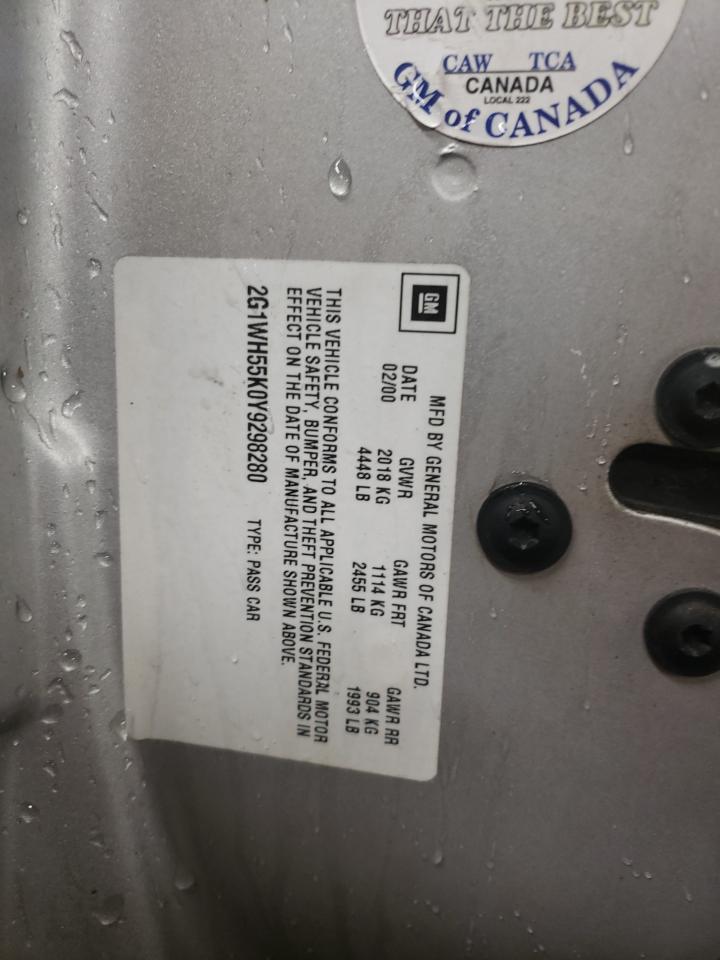 THAT THE BEST
CAW TCA
CANADA
LOCAL 222
GM of CANADA
GM
MFD BY GENERAL MOTORS OF CANADA LTD.
DATE GVWR GAWR FRT GAWR RR
02/00 2018 KG 1114 KG 904 KG
4448 LB 2455 LB 1993 LB
THIS VEHICLE CONFORMS TO ALL APPLICABLE U.S. FEDERAL MOTOR
VEHICLE SAFETY, BUMPER, AND THEFT PREVENTION STANDARDS IN
EFFECT ON THE DATE OF MANUFACTURE SHOWN ABOVE.
2G1WH55K0Y9298280 TYPE: PASS CAR